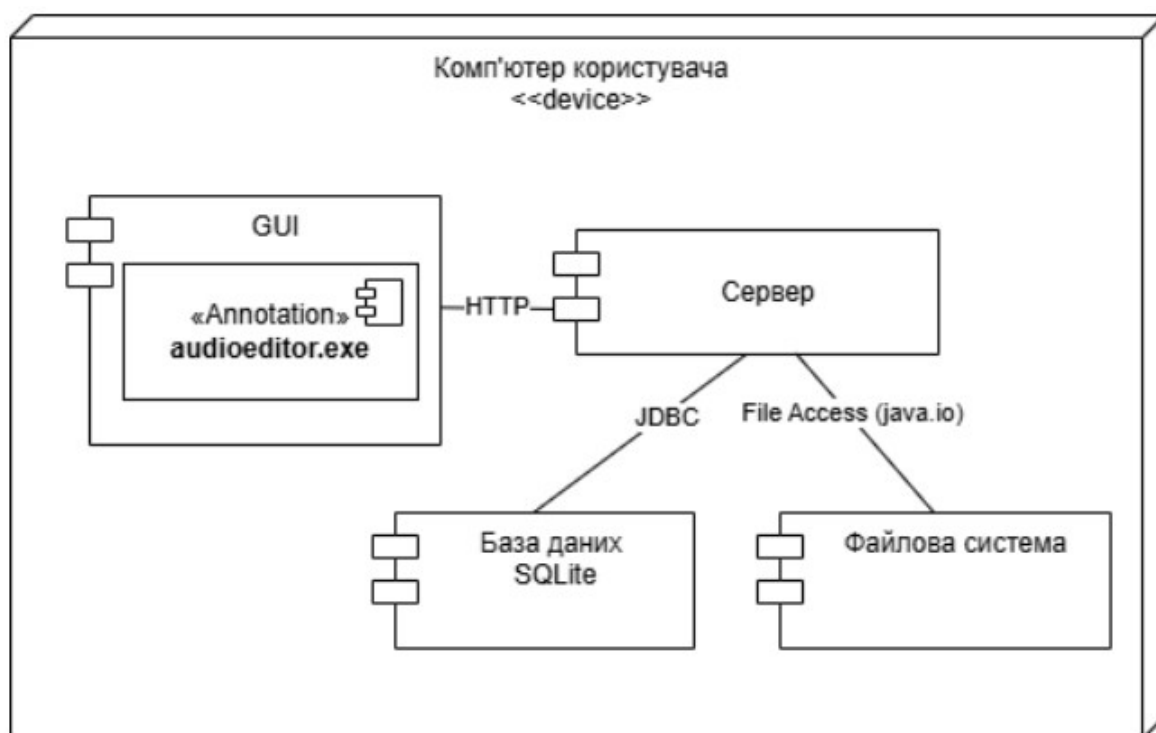 Комп'ютер користувача
<<device>>
GUI
«Annotation»
audioeditor.exe
HTTP
Сервер
JDBC
File Access (java.io)
База даних
SQLite
Файлова система